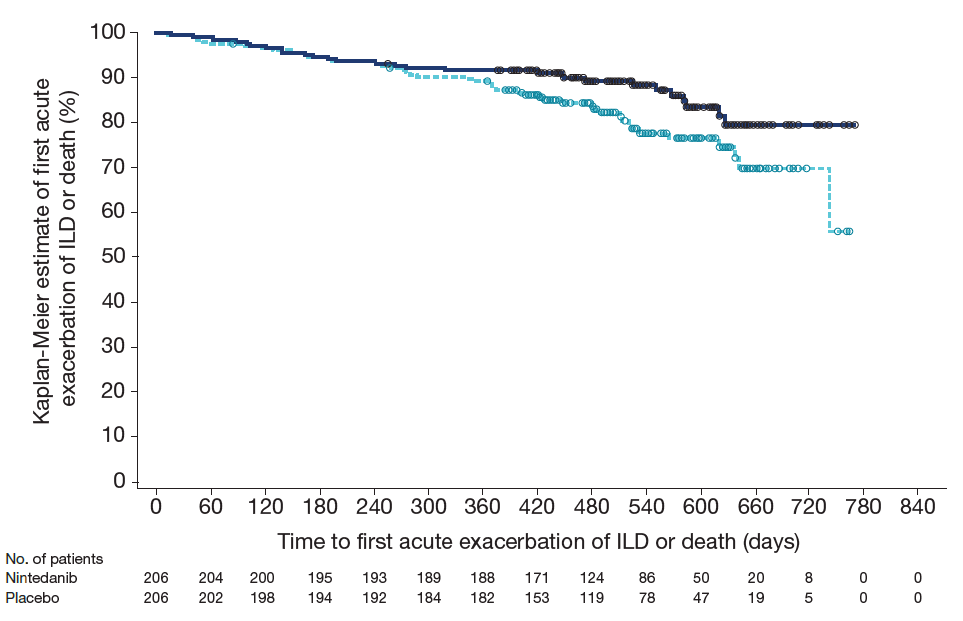 Kaplan-Meier estimate of first acute
exacerbation of ILD or death (%)
100
90
80
70
60
50
40
30
20
10
0
0 60 120 180 240 300 360 420 480 540 600 660 720 780 840
Time to first acute exacerbation of ILD or death (days)
No. of patients
Nintedanib 206 204 200 195 193 189 188 171 124 86 50 20 8 0 0
Placebo 206 202 198 194 192 184 182 153 119 78 47 19 5 0 0